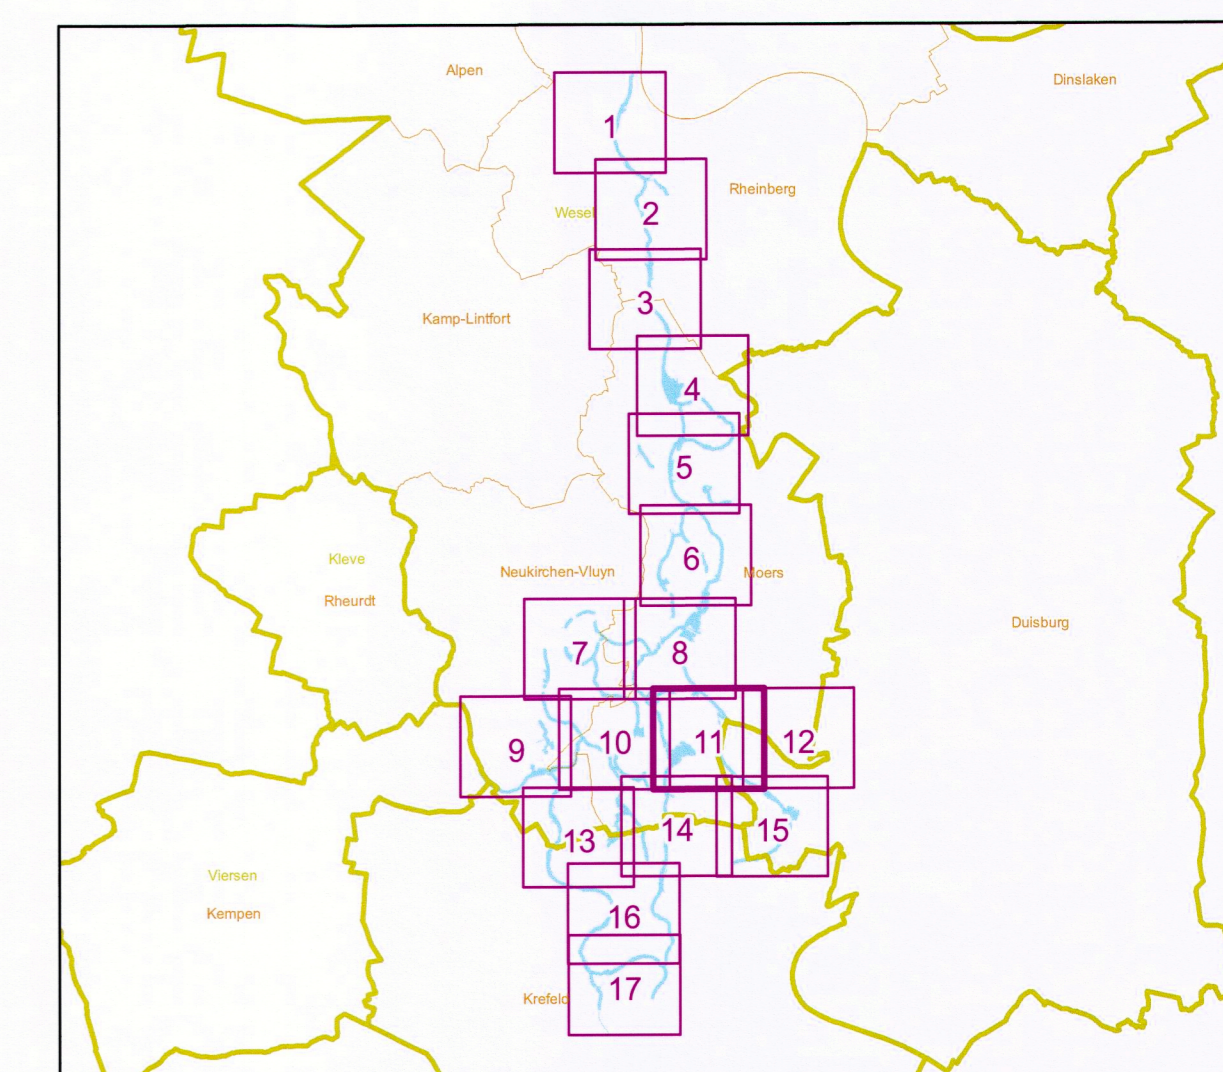 Alpen
Dinslaken
1
Rheinberg
Wesel
2
3
Kamp-Lintfort
4
5
Kleve
6
Neukirchen-Vluyn
Moers
Rheurdt
Duisburg
7
8
9
10
11
12
13
14
15
Viersen
Kempen
16
17
Krefeld